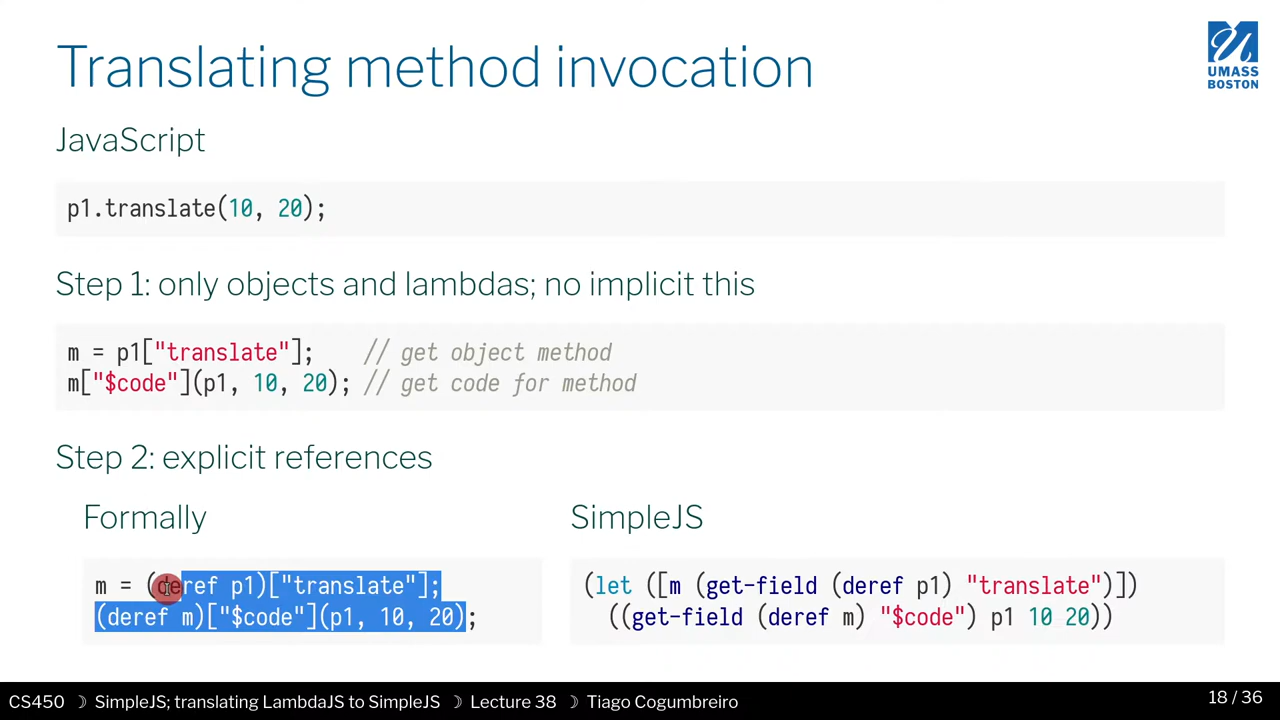 Translating method invocation
UMASS
BOSTON
JavaScript
p1.translate(10, 20);
Step 1: only objects and lambdas; no implicit this
m = p1["translate"];    // get object method
m["$code"](p1, 10, 20); // get code for method
Step 2: explicit references
Formally
m = (deref p1)["translate"];
(deref m)["$code"](p1, 10, 20);
SimpleJS
(let ([m (get-field (deref p1) "translate")])
  ((get-field (deref m) "$code") p1 10 20))
CS450 ☽ SimpleJS; translating LambdaJS to SimpleJS ☽ Lecture 38 ☽ Tiago Cogumbreiro
18 / 36